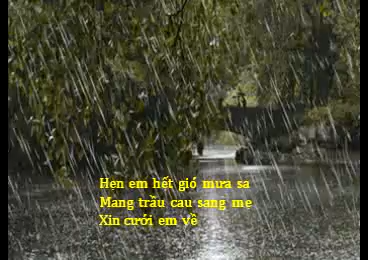 Hẹn em hết gió mưa sa
Mang trầu cau sang mẹ
Xin cưới em về